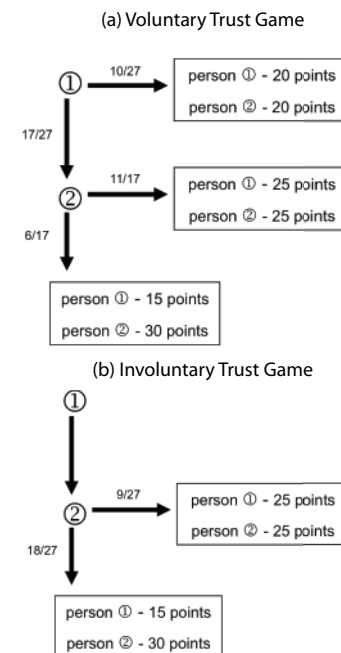 (a) Voluntary Trust Game
①
10/27
person ① - 20 points
person ② - 20 points
17/27
②
11/17
person ① - 25 points
person ② - 25 points
6/17
person ① - 15 points
person ② - 30 points
(b) Involuntary Trust Game
①
②
9/27
person ① - 25 points
person ② - 25 points
18/27
person ① - 15 points
person ② - 30 points